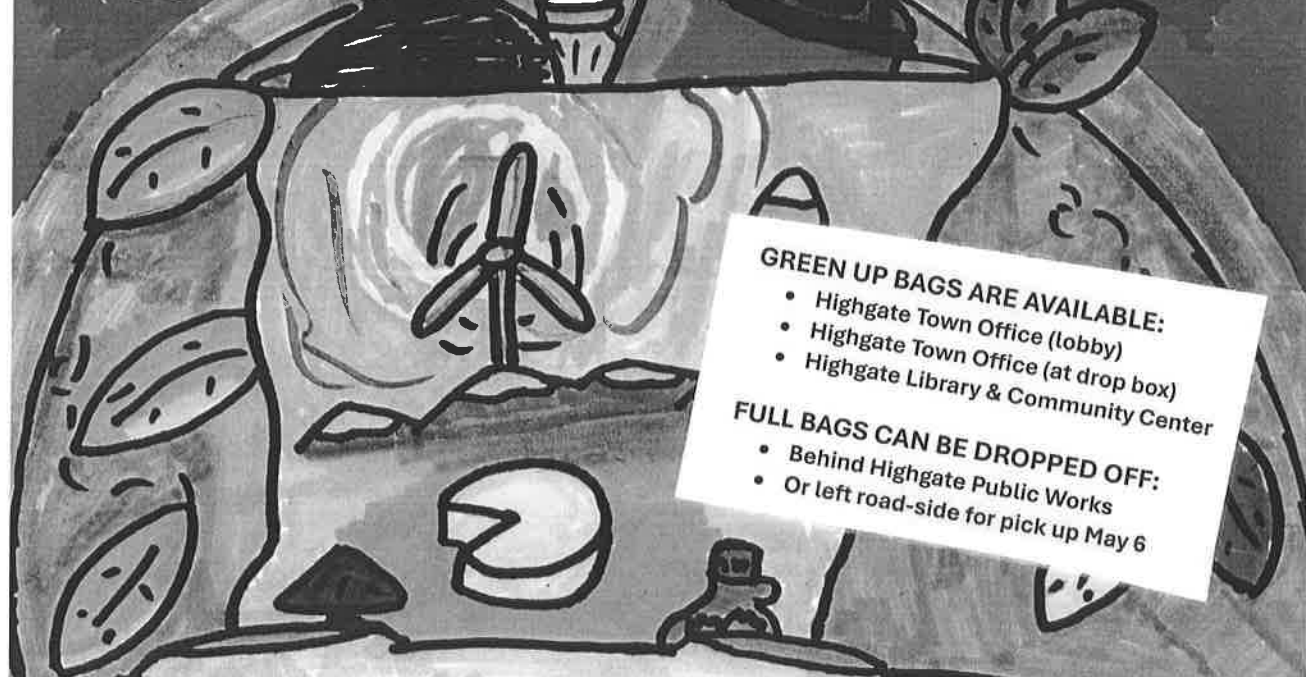 GREEN UP BAGS ARE AVAILABLE:
• Highgate Town Office (lobby)
• Highgate Town Office (at drop box)
• Highgate Library & Community Center
FULL BAGS CAN BE DROPPED OFF:
• Behind Highgate Public Works
• Or left road-side for pick up May 6